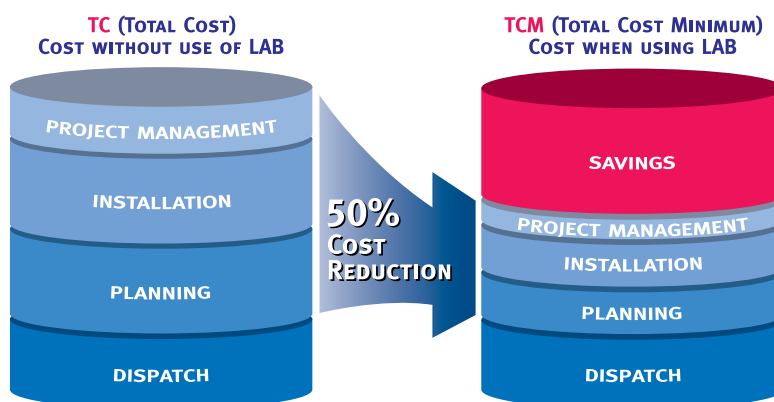 TC (Total Cost)
Cost without use of LAB
PROJECT MANAGEMENT
INSTALLATION
PLANNING
DISPATCH
50%
Cost
Reduction
TCM (Total Cost Minimum)
Cost when using LAB
SAVINGS
PROJECT MANAGEMENT
INSTALLATION
PLANNING
DISPATCH